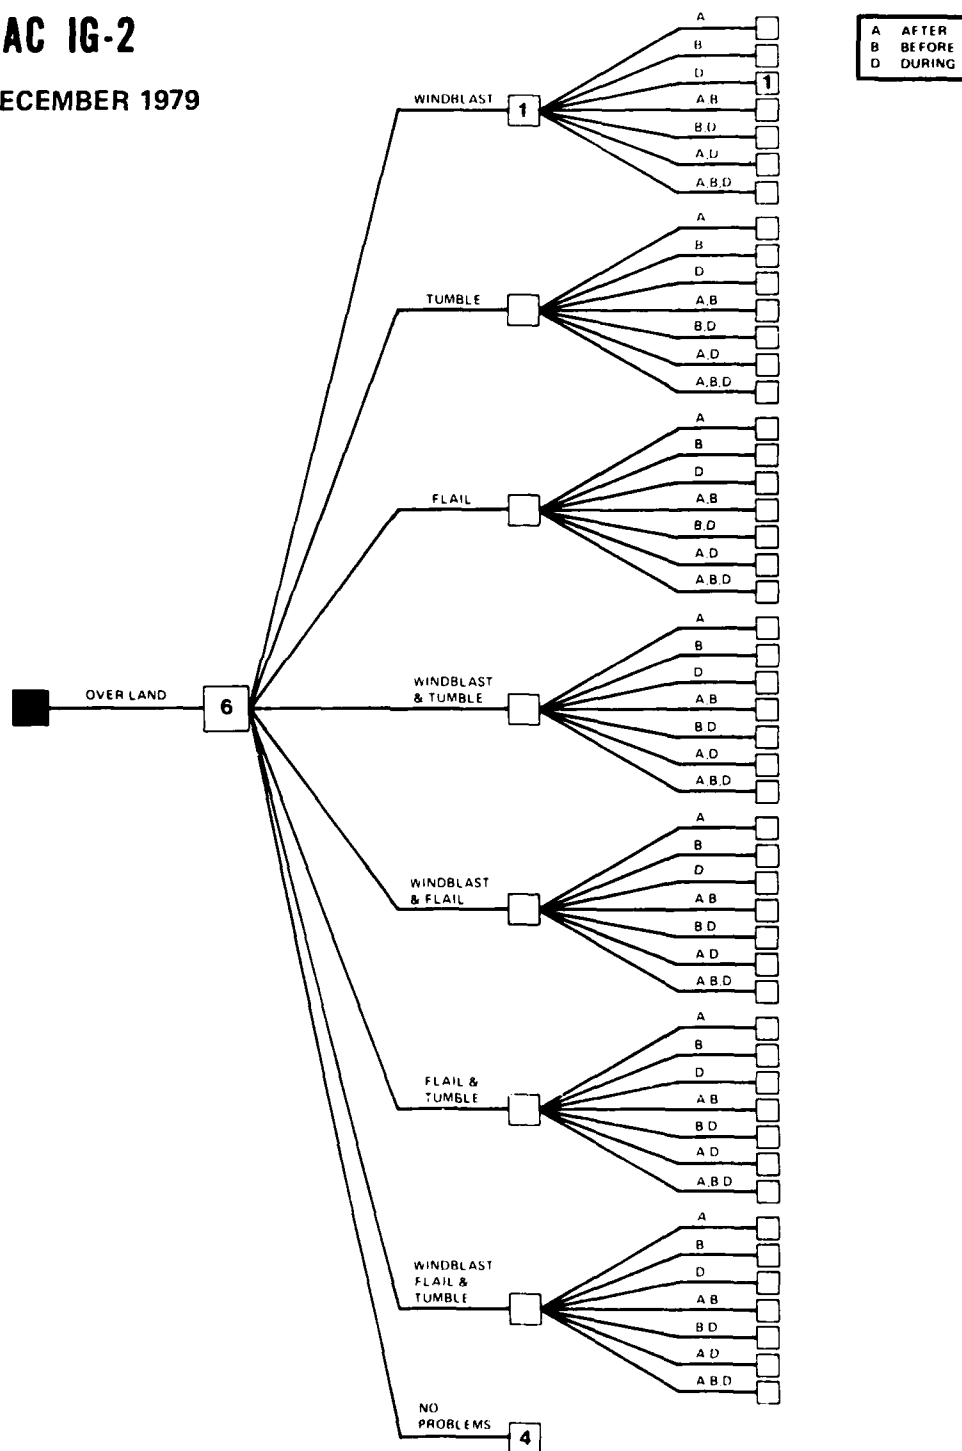 AC IG-2
ECEMBER 1979
A AFTER
B BEFORE
D DURING
WINDBLAST
1
A
B
D
1
A,B
B,D
A,D
A,B,D
TUMBLE
A
B
D
A,B
B,D
A,D
A,B,D
FLAIL
A
B
D
A,B
B,D
A,D
A,B,D
OVER LAND
6
WINDBLAST
& TUMBLE
A
B
D
A,B
B D
A,D
A,B,D
WINDBLAST
& FLAIL
A
B
D
A B
B D
A D
A B,D
FLAIL &
TUMBLE
A
B
D
A B
B D
A D
A,B D
WINDBLAST
FLAIL &
TUMBLE
A
B
D
A B
B D
A D
A B,D
NO
PROBLEMS
4